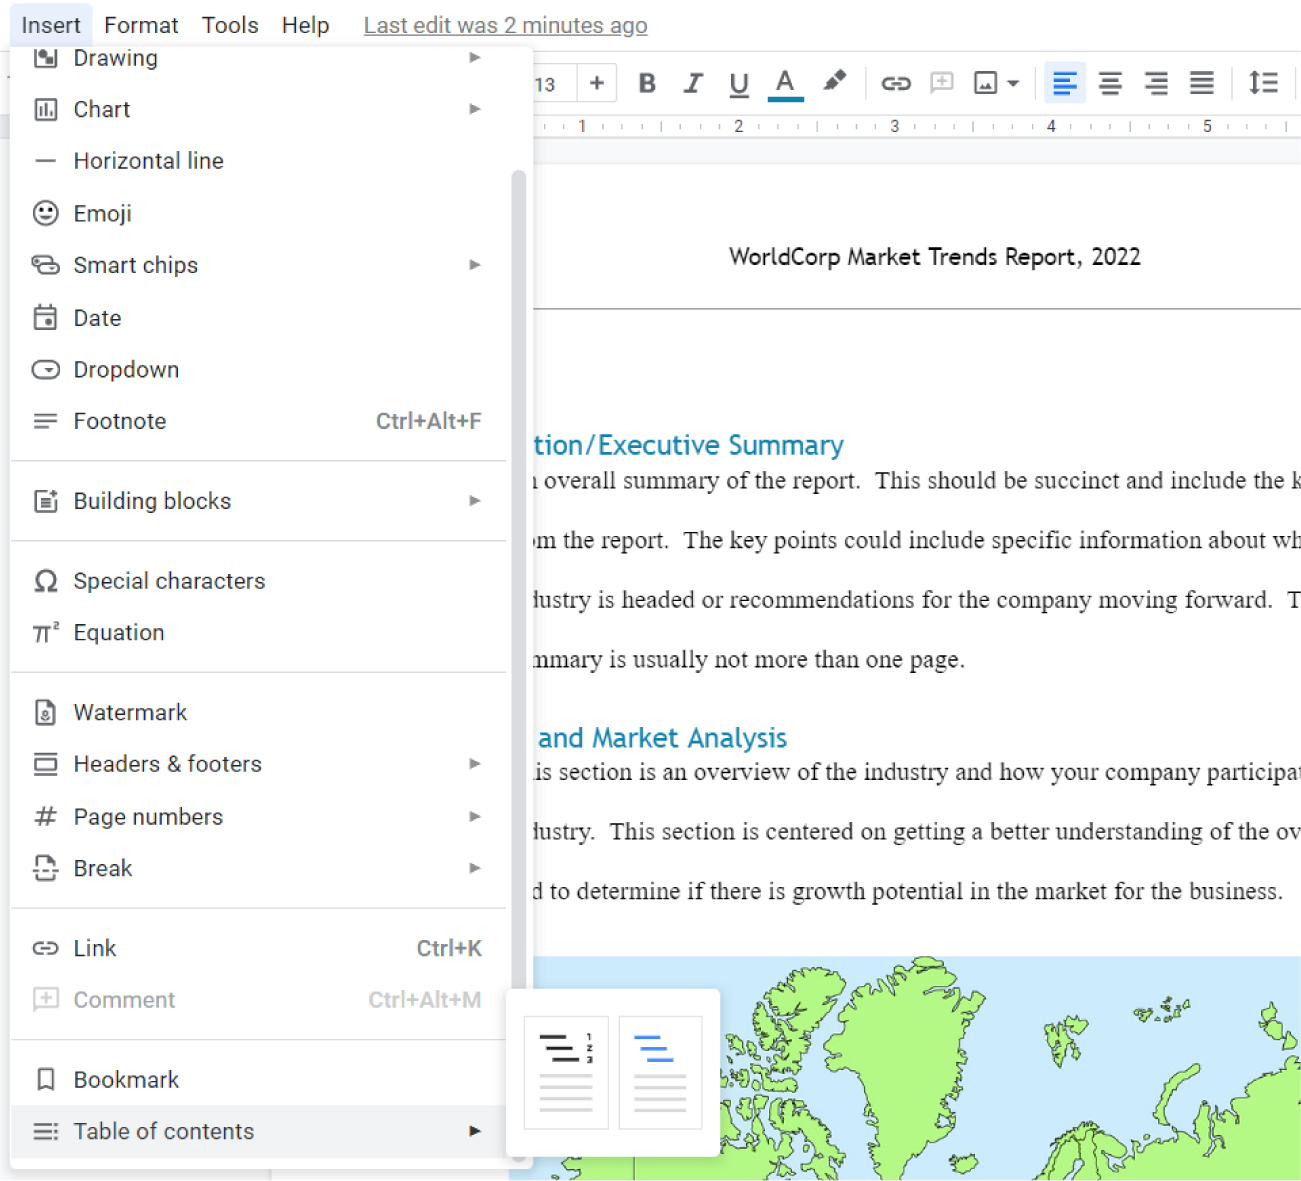 Insert Format Tools Help Last edit was 2 minutes ago
Drawing
13 + B I U A
Chart
1 2 3 4 5
Horizontal line
Emoji
WorldCorp Market Trends Report, 2022
Smart chips
Date
Dropdown
Footnote Ctrl+Alt+F
tion/Executive Summary
overall summary of the report. This should be succinct and include the k
Building blocks
m the report. The key points could include specific information about wh
Special characters
dustry is headed or recommendations for the company moving forward. T
Equation
mmary is usually not more than one page.
Watermark
and Market Analysis
Headers & footers
is section is an overview of the industry and how your company participat
Page numbers
dustry. This section is centered on getting a better understanding of the ov
Break
d to determine if there is growth potential in the market for the business.
Link Ctrl+K
Comment Ctrl+Alt+M
1
2
3
Bookmark
Table of contents